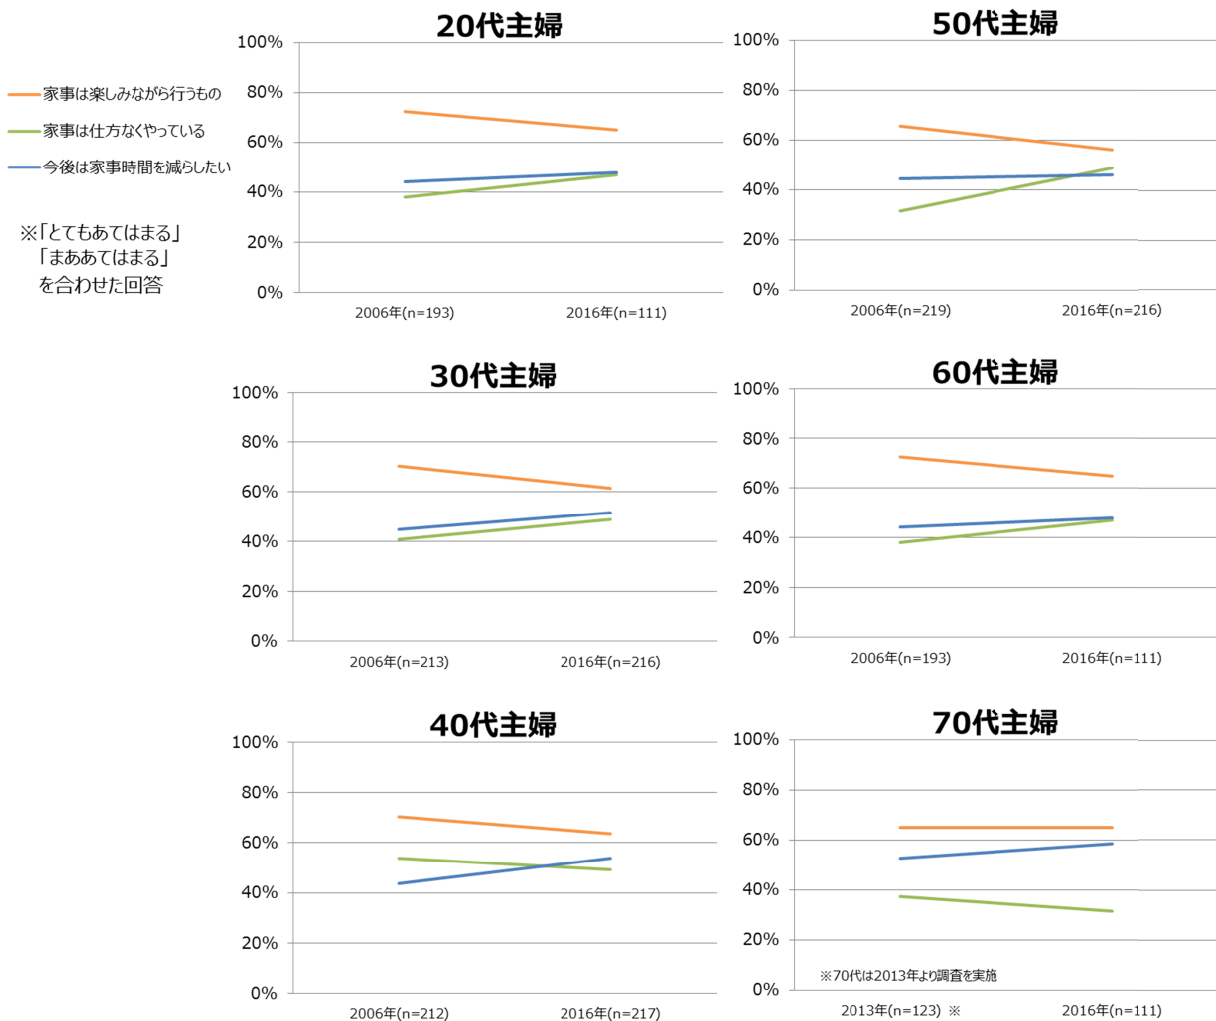 家事は楽しみながら行うもの
家事は仕方なくやっている
今後は家事時間を減らしたい
※「とてもあてはまる」
「まああてはまる」
を合わせた回答
20代主婦
100%
80%
60%
40%
20%
0%
2006年(n=193) 2016年(n=111)
50代主婦
100%
80%
60%
40%
20%
0%
2006年(n=219) 2016年(n=216)
30代主婦
100%
80%
60%
40%
20%
0%
2006年(n=213) 2016年(n=216)
60代主婦
100%
80%
60%
40%
20%
0%
2006年(n=193) 2016年(n=111)
40代主婦
100%
80%
60%
40%
20%
0%
2006年(n=212) 2016年(n=217)
70代主婦
100%
80%
60%
40%
20%
0%
※70代は2013年より調査を実施
2013年(n=123) ※ 2016年(n=111)